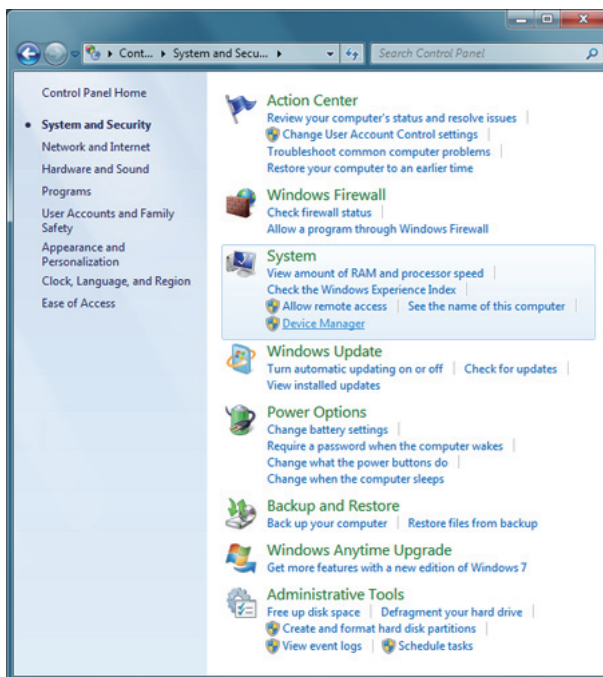 Cont... System and Secu... Search Control Panel
Control Panel Home
System and Security
Network and Internet
Hardware and Sound
Programs
User Accounts and Family
Safety
Appearance and
Personalization
Clock, Language, and Region
Ease of Access
Action Center
Review your computer's status and resolve issues
Change User Account Control settings
Troubleshoot common computer problems
Restore your computer to an earlier time
Windows Firewall
Check firewall status
Allow a program through Windows Firewall
System
View amount of RAM and processor speed
Check the Windows Experience Index
Allow remote access See the name of this computer
Device Manager
Windows Update
Turn automatic updating on or off Check for updates
View installed updates
Power Options
Change battery settings
Require a password when the computer wakes
Change what the power buttons do
Change when the computer sleeps
Backup and Restore
Back up your computer Restore files from backup
Windows Anytime Upgrade
Get more features with a new edition of Windows 7
Administrative Tools
Free up disk space Defragment your hard drive
Create and format hard disk partitions
View event logs Schedule tasks